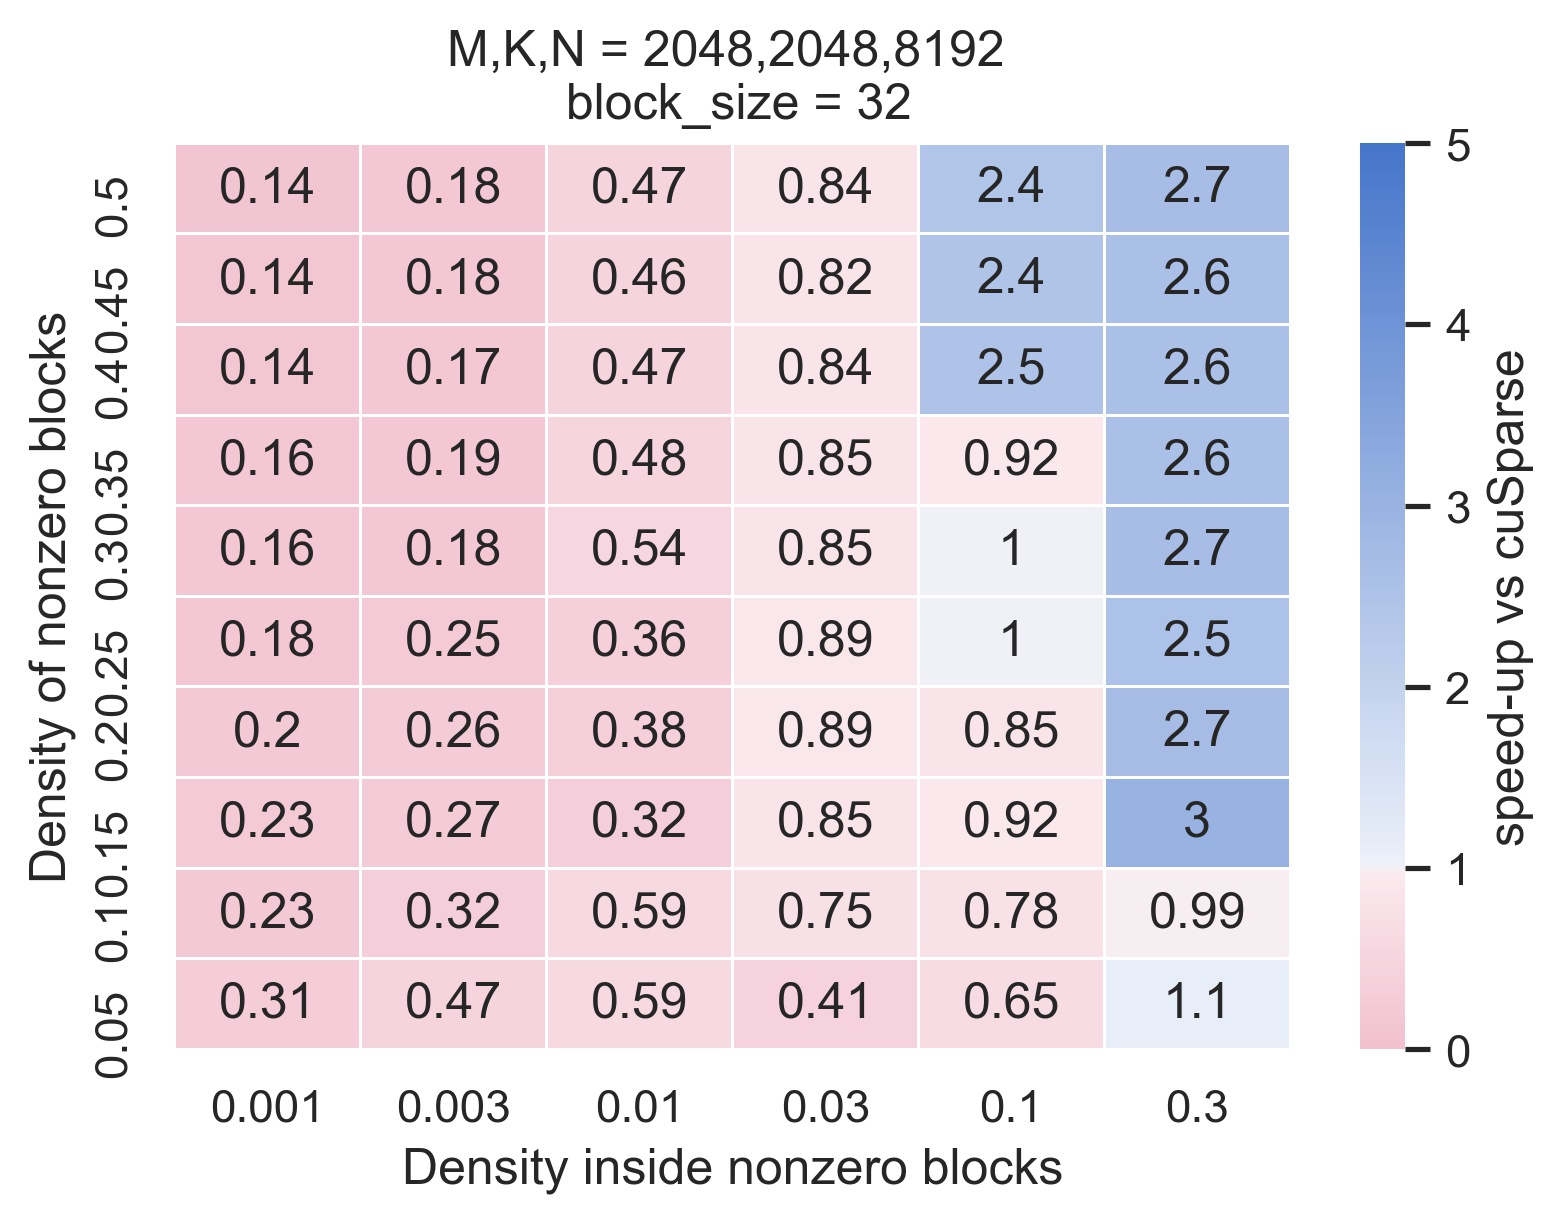 M,K,N = 2048,2048,8192
block_size = 32
Density of nonzero blocks
0.5 0.14 0.18 0.47 0.84 2.4 2.7
0.45 0.14 0.18 0.46 0.82 2.4 2.6
0.4 0.14 0.17 0.47 0.84 2.5 2.6
0.35 0.16 0.19 0.48 0.85 0.92 2.6
0.30 0.16 0.18 0.54 0.85 1 2.7
0.25 0.18 0.25 0.36 0.89 1 2.5
0.20 0.2 0.26 0.38 0.89 0.85 2.7
0.15 0.23 0.27 0.32 0.85 0.92 3
0.10 0.23 0.32 0.59 0.75 0.78 0.99
0.05 0.31 0.47 0.59 0.41 0.65 1.1
0.001 0.003 0.01 0.03 0.1 0.3
Density inside nonzero blocks
5
4
3
2
1
0
speed-up vs cuSparse